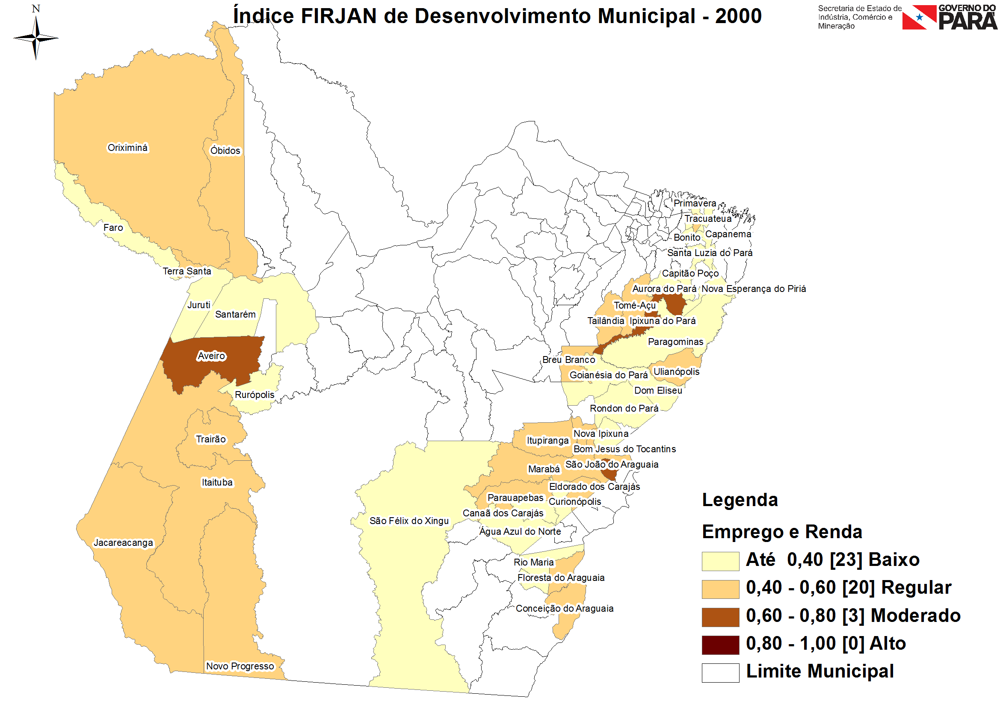 N
Índice FIRJAN de Desenvolvimento Municipal - 2000
Secretaria de Estado de
Indústria, Comércio e
Mineração
GOVERNO DO
PARÁ
Oriximiná
Óbidos
Faro
Terra Santa
Juruti
Santarém
Aveiro
Rurópolis
Trairão
Itaituba
Jacareacanga
Novo Progresso
Primavera
Tracuateua
Bonito
Capanema
Santa Luzia do Pará
Capitão Poço
Aurora do Pará
Nova Esperança do Piriá
Tomé-Açu
Tailândia
Ipixuna do Pará
Paragominas
Breu Branco
Goianésia do Pará
Ulianópolis
Dom Eliseu
Rondon do Pará
Nova Ipixuna
Itupiranga
Bom Jesus do Tocantins
São João do Araguaia
Marabá
Eldorado dos Carajás
Parauapebas
Curionópolis
Canaã dos Carajás
São Félix do Xingu
Água Azul do Norte
Rio Maria
Floresta do Araguaia
Conceição do Araguaia
Legenda
Emprego e Renda
Até 0,40 [23] Baixo
0,40 - 0,60 [20] Regular
0,60 - 0,80 [3] Moderado
0,80 - 1,00 [0] Alto
Limite Municipal